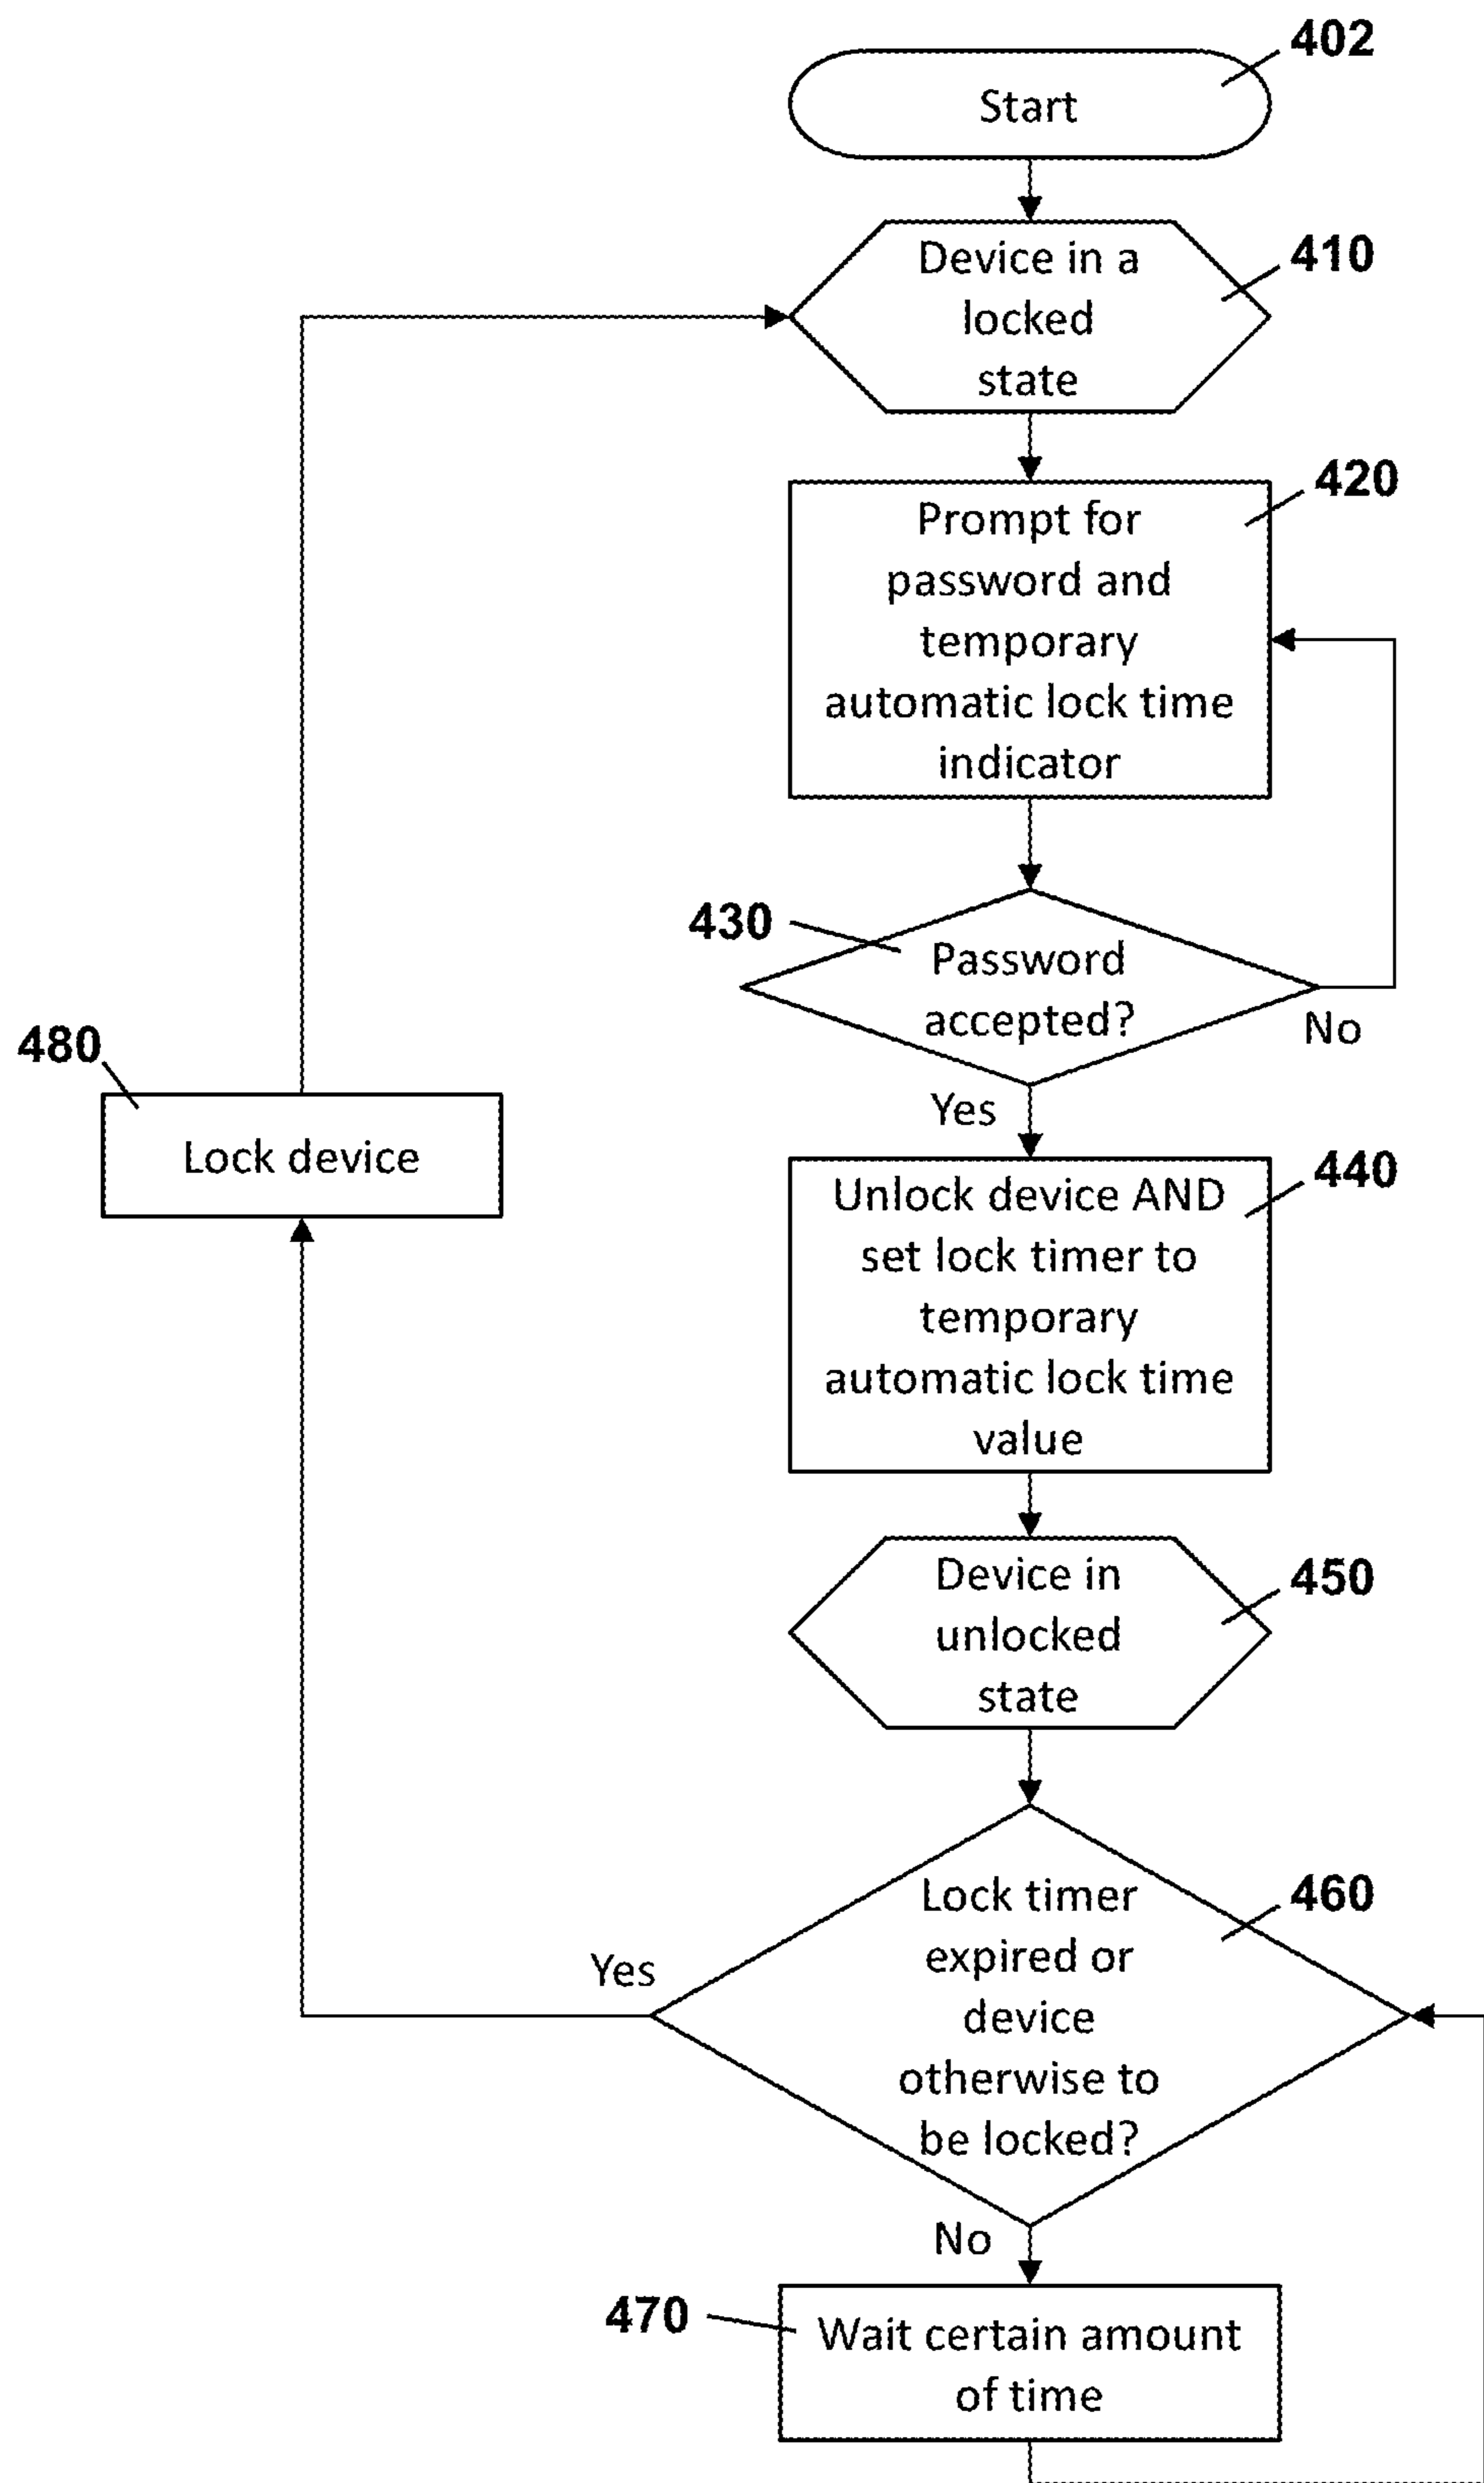 402
Start
410
Device in a
locked
state
420
Prompt for
password and
temporary
automatic lock time
indicator
430
Password
accepted?
No
Yes
480
Lock device
440
Unlock device AND
set lock timer to
temporary
automatic lock time
value
450
Device in
unlocked
state
460
Lock timer
expired or
device
otherwise to
be locked?
Yes
No
470
Wait certain amount
of time